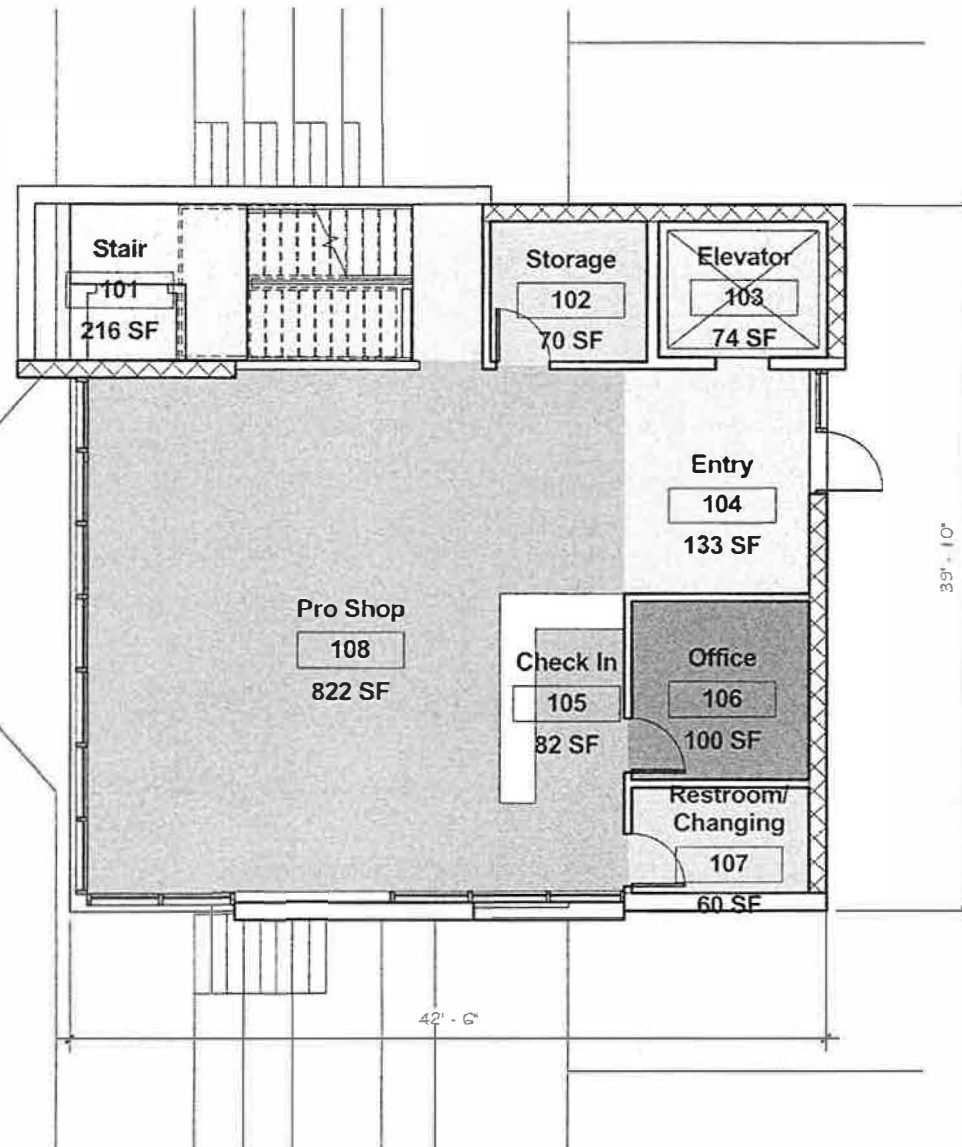 Stair
101
216 SF
Storage
102
70 SF
Elevator
103
74 SF
Entry
104
133 SF
39' - 10"
Pro Shop
108
822 SF
Check In
105
82 SF
Office
106
100 SF
Restroom/
Changing
107
60 SF
42' - 6"